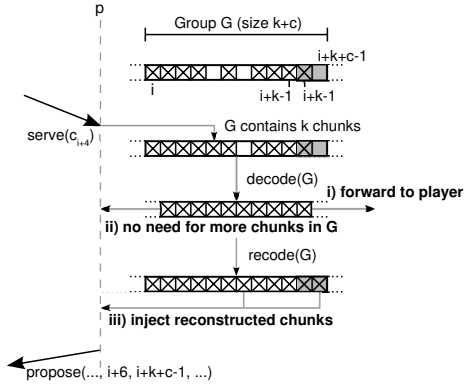 p
Group G (size k+c)
i+k+c-1
i
i+k-1
i+k-1
serve(c_{i+4})
G contains k chunks
decode(G)
i) forward to player
ii) no need for more chunks in G
recode(G)
iii) inject reconstructed chunks
propose(..., i+6, i+k+c-1, ...)